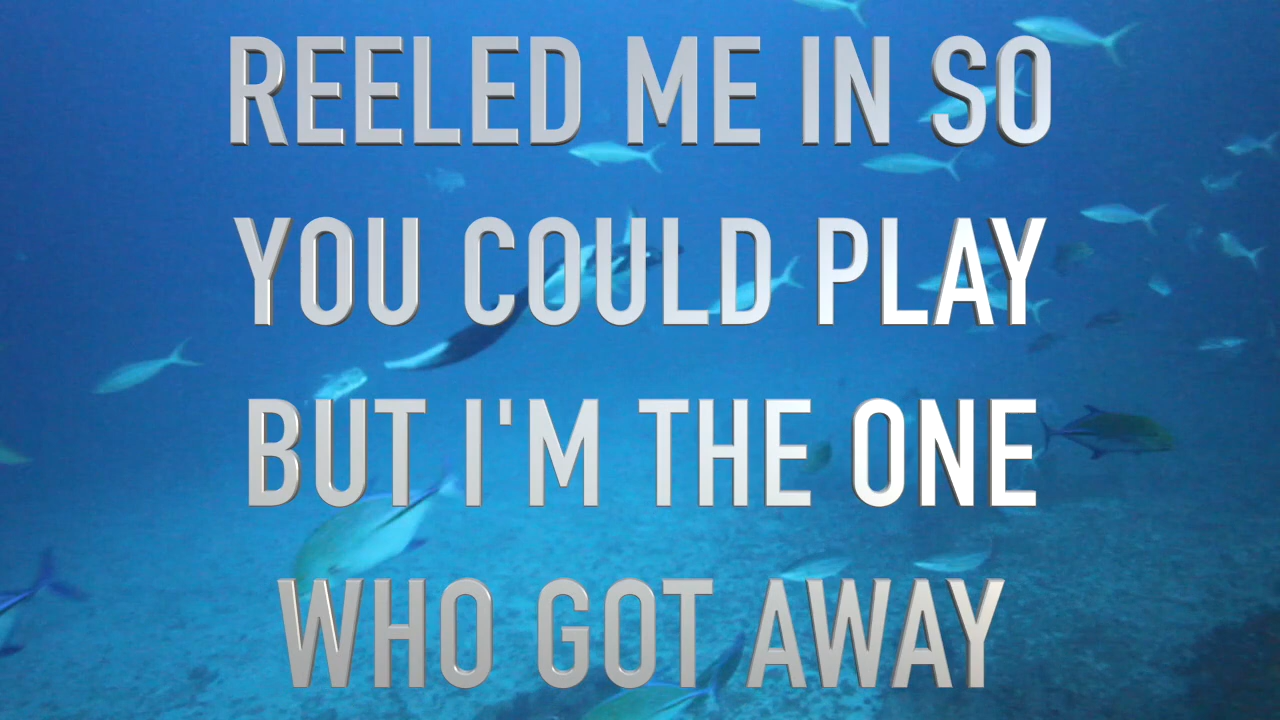 REELED ME IN SO
YOU COULD PLAY
BUT I'M THE ONE
WHO GOT AWAY